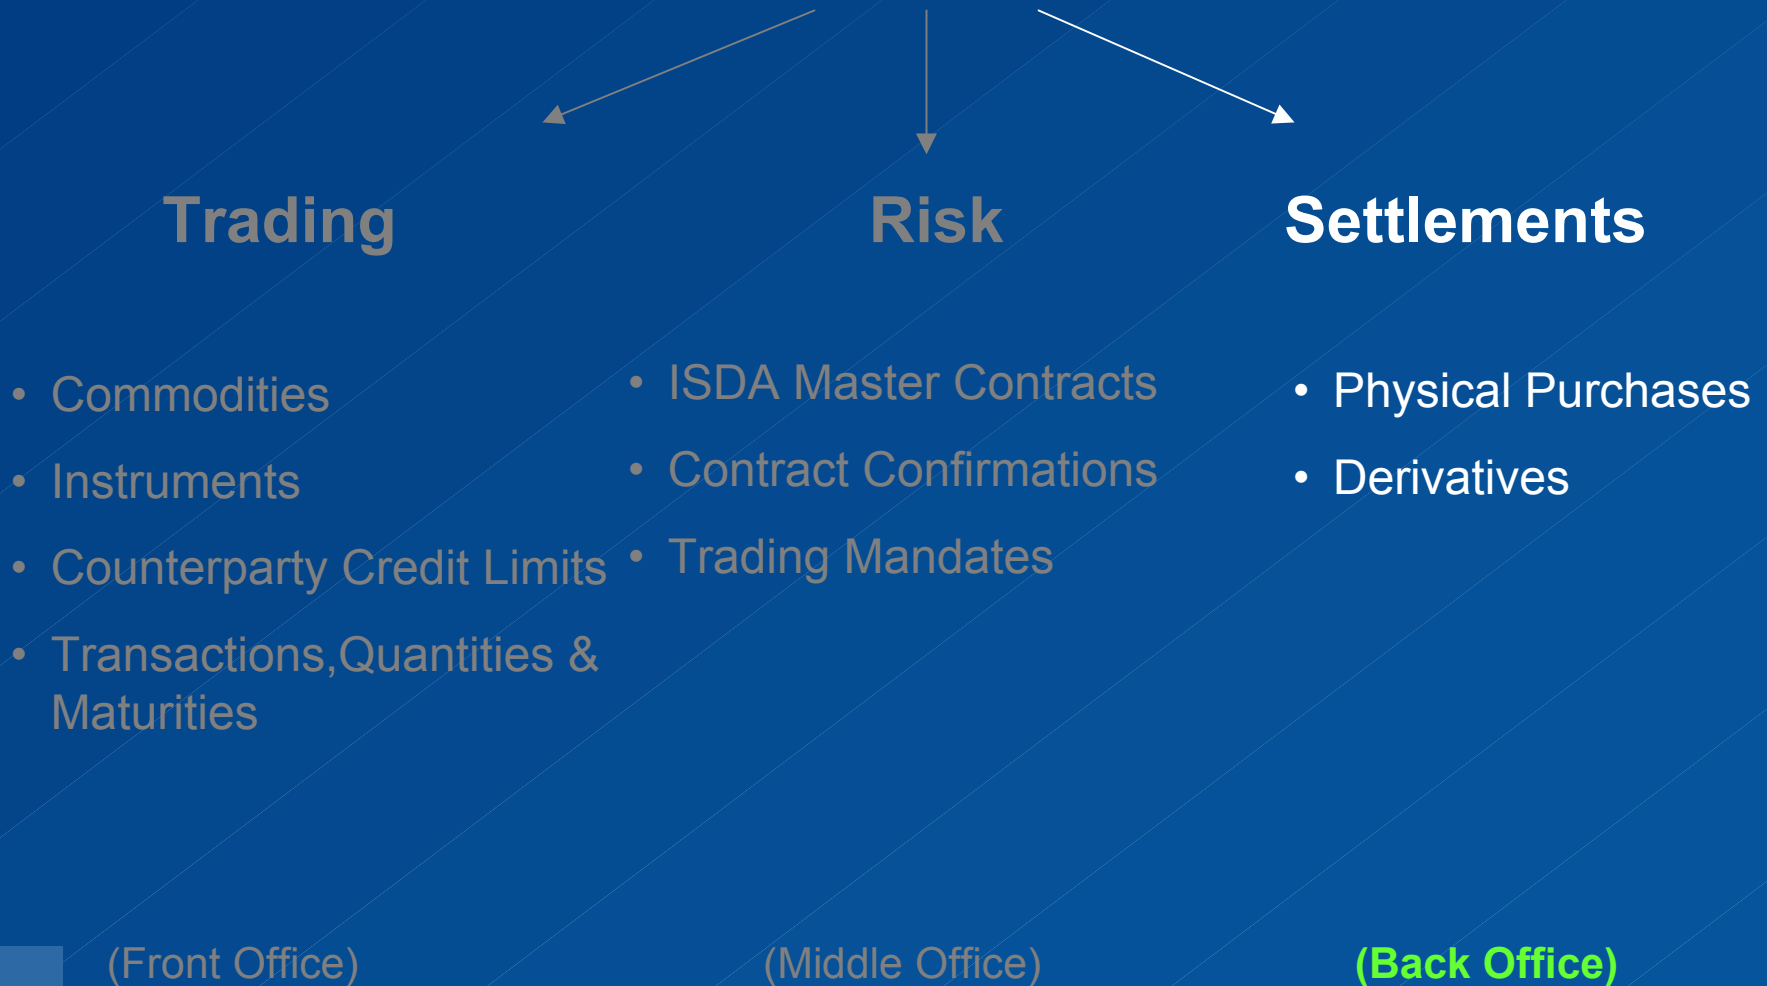 Trading
• Commodities
• Instruments
• Counterparty Credit Limits
• Transactions,Quantities &
Maturities
(Front Office)
Risk
• ISDA Master Contracts
• Contract Confirmations
• Trading Mandates
(Middle Office)
Settlements
• Physical Purchases
• Derivatives
(Back Office)